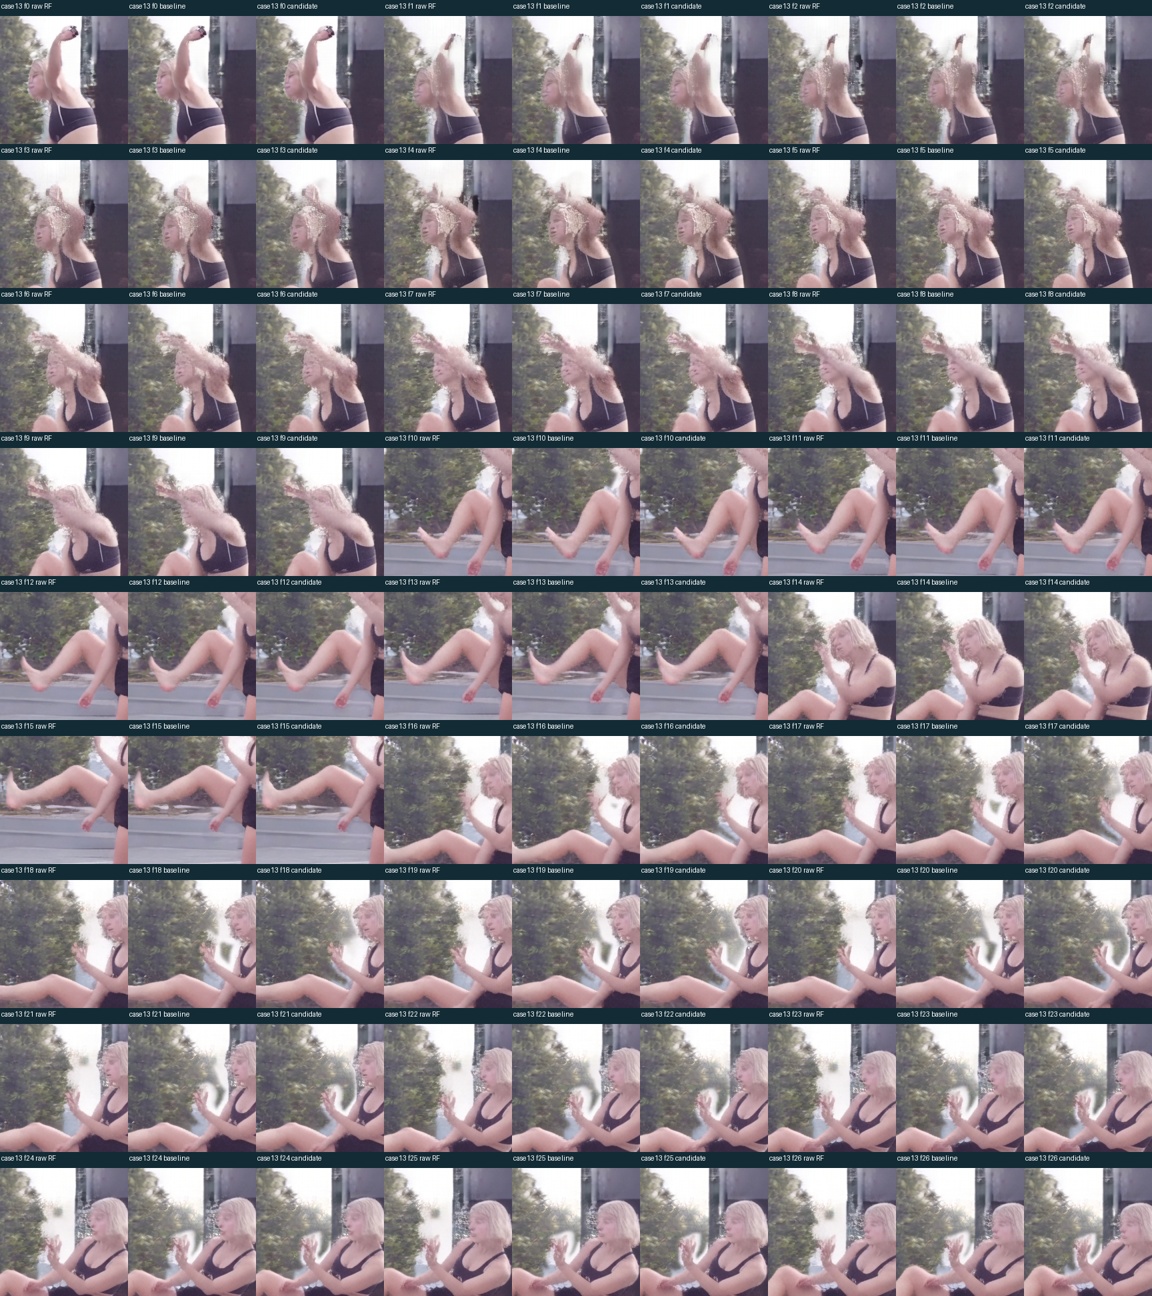 case13 f0 raw RF case13 f0 baseline case13 f0 candidate case13 f1 raw RF case13 f1 baseline case13 f1 candidate case13 f2 raw RF case13 f2 baseline case13 f2 candidate
case13 f3 raw RF case13 f3 baseline case13 f3 candidate case13 f4 raw RF case13 f4 baseline case13 f4 candidate case13 f5 raw RF case13 f5 baseline case13 f5 candidate
case13 f6 raw RF case13 f6 baseline case13 f6 candidate case13 f7 raw RF case13 f7 baseline case13 f7 candidate case13 f8 raw RF case13 f8 baseline case13 f8 candidate
case13 f9 raw RF case13 f9 baseline case13 f9 candidate case13 f10 raw RF case13 f10 baseline case13 f10 candidate case13 f11 raw RF case13 f11 baseline case13 f11 candidate
case13 f12 raw RF case13 f12 baseline case13 f12 candidate case13 f13 raw RF case13 f13 baseline case13 f13 candidate case13 f14 raw RF case13 f14 baseline case13 f14 candidate
case13 f15 raw RF case13 f15 baseline case13 f15 candidate case13 f16 raw RF case13 f16 baseline case13 f16 candidate case13 f17 raw RF case13 f17 baseline case13 f17 candidate
case13 f18 raw RF case13 f18 baseline case13 f18 candidate case13 f19 raw RF case13 f19 baseline case13 f19 candidate case13 f20 raw RF case13 f20 baseline case13 f20 candidate
case13 f21 raw RF case13 f21 baseline case13 f21 candidate case13 f22 raw RF case13 f22 baseline case13 f22 candidate case13 f23 raw RF case13 f23 baseline case13 f23 candidate
case13 f24 raw RF case13 f24 baseline case13 f24 candidate case13 f25 raw RF case13 f25 baseline case13 f25 candidate case13 f26 raw RF case13 f26 baseline case13 f26 candidate